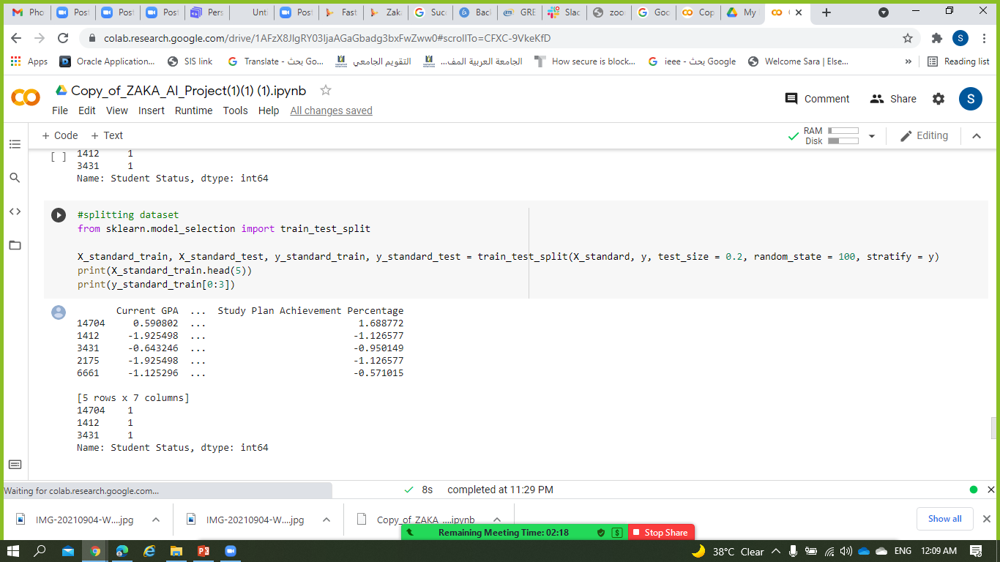 Pho
Post
Post
Post
Pers
Unti
Post
Fast
Zaka
Succ
Bacl
GRE
Slac
zoo
Goo
Cop
My
colab.research.google.com/drive/1AFzX8JlgRY03IjaAGaGbadg3bxFwZww0#scrollTo=CFXC-9VkeKfD
S
Apps
Oracle Application...
SIS link
Translate - بحث Go...
التقويم الجامعي
الجامعة العربية المف...
How secure is block...
ieee - بحث Google
Welcome Sara | Else...
»
Reading list
Copy_of_ZAKA_AI_Project(1)(1) (1).ipynb
File Edit View Insert Runtime Tools Help All changes saved
Comment
Share
S
+ Code + Text
RAM
Disk
Editing
[ ] 1412 1
3431 1
Name: Student Status, dtype: int64
#splitting dataset
from sklearn.model_selection import train_test_split
X_standard_train, X_standard_test, y_standard_train, y_standard_test = train_test_split(X_standard, y, test_size = 0.2, random_state = 100, stratify = y)
print(X_standard_train.head(5))
print(y_standard_train[0:3])
Current GPA ... Study Plan Achievement Percentage
14704 0.590802 ... 1.688772
1412 -1.925498 ... -1.126577
3431 -0.643246 ... -0.950149
2175 -1.925498 ... -1.126577
6661 -1.125296 ... -0.571015
[5 rows x 7 columns]
14704 1
1412 1
3431 1
Name: Student Status, dtype: int64
Waiting for colab.research.google.com...
8s completed at 11:29 PM
IMG-20210904-W....jpg
IMG-20210904-W....jpg
Copy_of_ZAKA_....ipynb
Show all
Remaining Meeting Time: 02:18
Stop Share
38°C Clear
ENG
12:09 AM